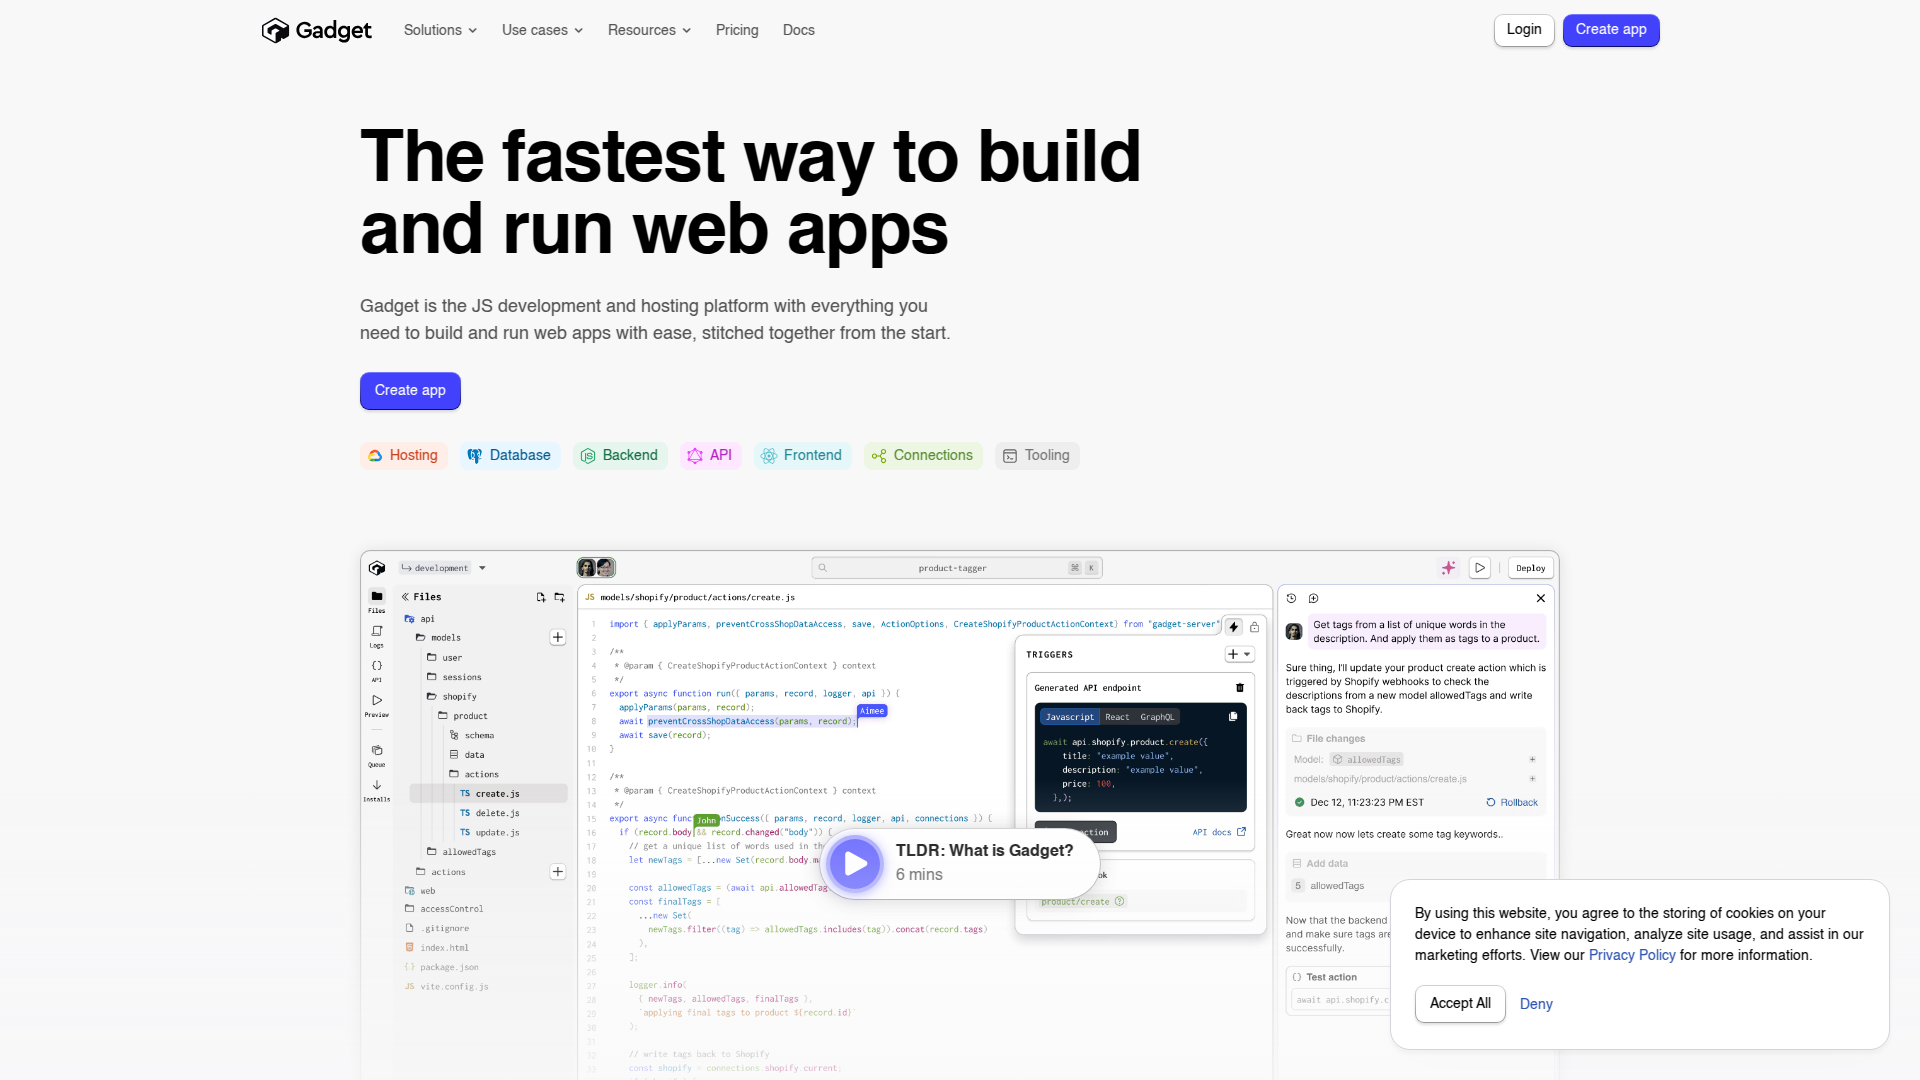 Gadget
Solutions
Use cases
Resources
Pricing
Docs
Login
Create app
The fastest way to build
and run web apps
Gadget is the JS development and hosting platform with everything you
need to build and run web apps with ease, stitched together from the start.
Create app
Hosting
Database
Backend
API
Frontend
Connections
Tooling
development
product-tagger
⌘ K
Deploy
Files
Logs
API
Preview
Queue
Installs
Files
api
models
user
sessions
shopify
product
schema
data
actions
TS create.js
TS delete.js
TS update.js
allowedTags
actions
web
accessControl
.gitignore
index.html
package.json
JS vite.config.js
JS models/shopify/product/actions/create.js
1 import { applyParams, preventCrossShopDataAccess, save, ActionOptions, CreateShopifyProductActionContext} from "gadget-server"
2
3 /**
4 * @param { CreateShopifyProductActionContext } context
5 */
6 export async function run({ params, record, logger, api }) {
7 applyParams(params, record);
8 await preventCrossShopDataAccess(params, record);
Aimee
9 await save(record);
10 }
11
12 /**
13 * @param { CreateShopifyProductActionContext } context
14 */
John
15 export async func onSuccess({ params, record, logger, api, connections }) {
16 if (record.body && record.changed("body")) {
17 // get a unique list of words used in th
18 let newTags = [...new Set(record.body.ma
19
20 const allowedTags = (await api.allowedTag
21 const finalTags = [
22 ...new Set(
23 newTags.filter((tag) => allowedTags.includes(tag)).concat(record.tags)
24 ),
25 ];
26
27 logger.info(
28 { newTags, allowedTags, finalTags },
29 `applying final tags to product ${record.id}`
30 );
31
32 // write tags back to Shopify
33 const shopify = connections.shopify.current;
TRIGGERS
Generated API endpoint
Javascript
React
GraphQL
await api.shopify.product.create({
title: "example value",
description: "example value",
price: 100,
},);
ction
API docs
ok
product/create
TLDR: What is Gadget?
6 mins
Get tags from a list of unique words in the
description. And apply them as tags to a product.
Sure thing, I'll update your product create action which is
triggered by Shopify webhooks to check the
descriptions from a new model allowedTags and write
back tags to Shopify.
File changes
Model: allowedTags +
models/shopify/product/actions/create.js +
Dec 12, 11:23:23 PM EST
Rollback
Great now now lets create some tag keywords..
Add data
5 allowedTags
Now that the backend
and make sure tags are
successfully.
Test action
await api.shopify.c
By using this website, you agree to the storing of cookies on your
device to enhance site navigation, analyze site usage, and assist in our
marketing efforts. View our Privacy Policy for more information.
Accept All
Deny